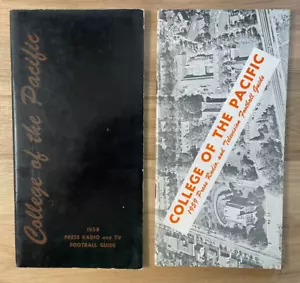 College of the Pacific
1958
PRESS RADIO and TV
FOOTBALL GUIDE
COLLEGE OF THE PACIFIC
1959 Press Radio and Television Football Guide